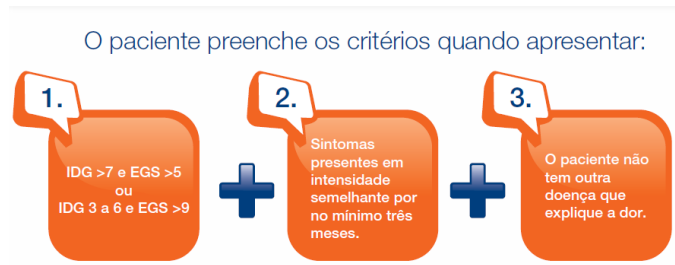 O paciente preenche os critérios quando apresentar:
1.
IDG >7 e EGS >5
ou
IDG 3 a 6 e EGS >9
2.
Sintomas
presentes em
intensidade
semelhante por
no mínimo três
meses.
3.
O paciente não
tem outra
doença que
explique a dor.